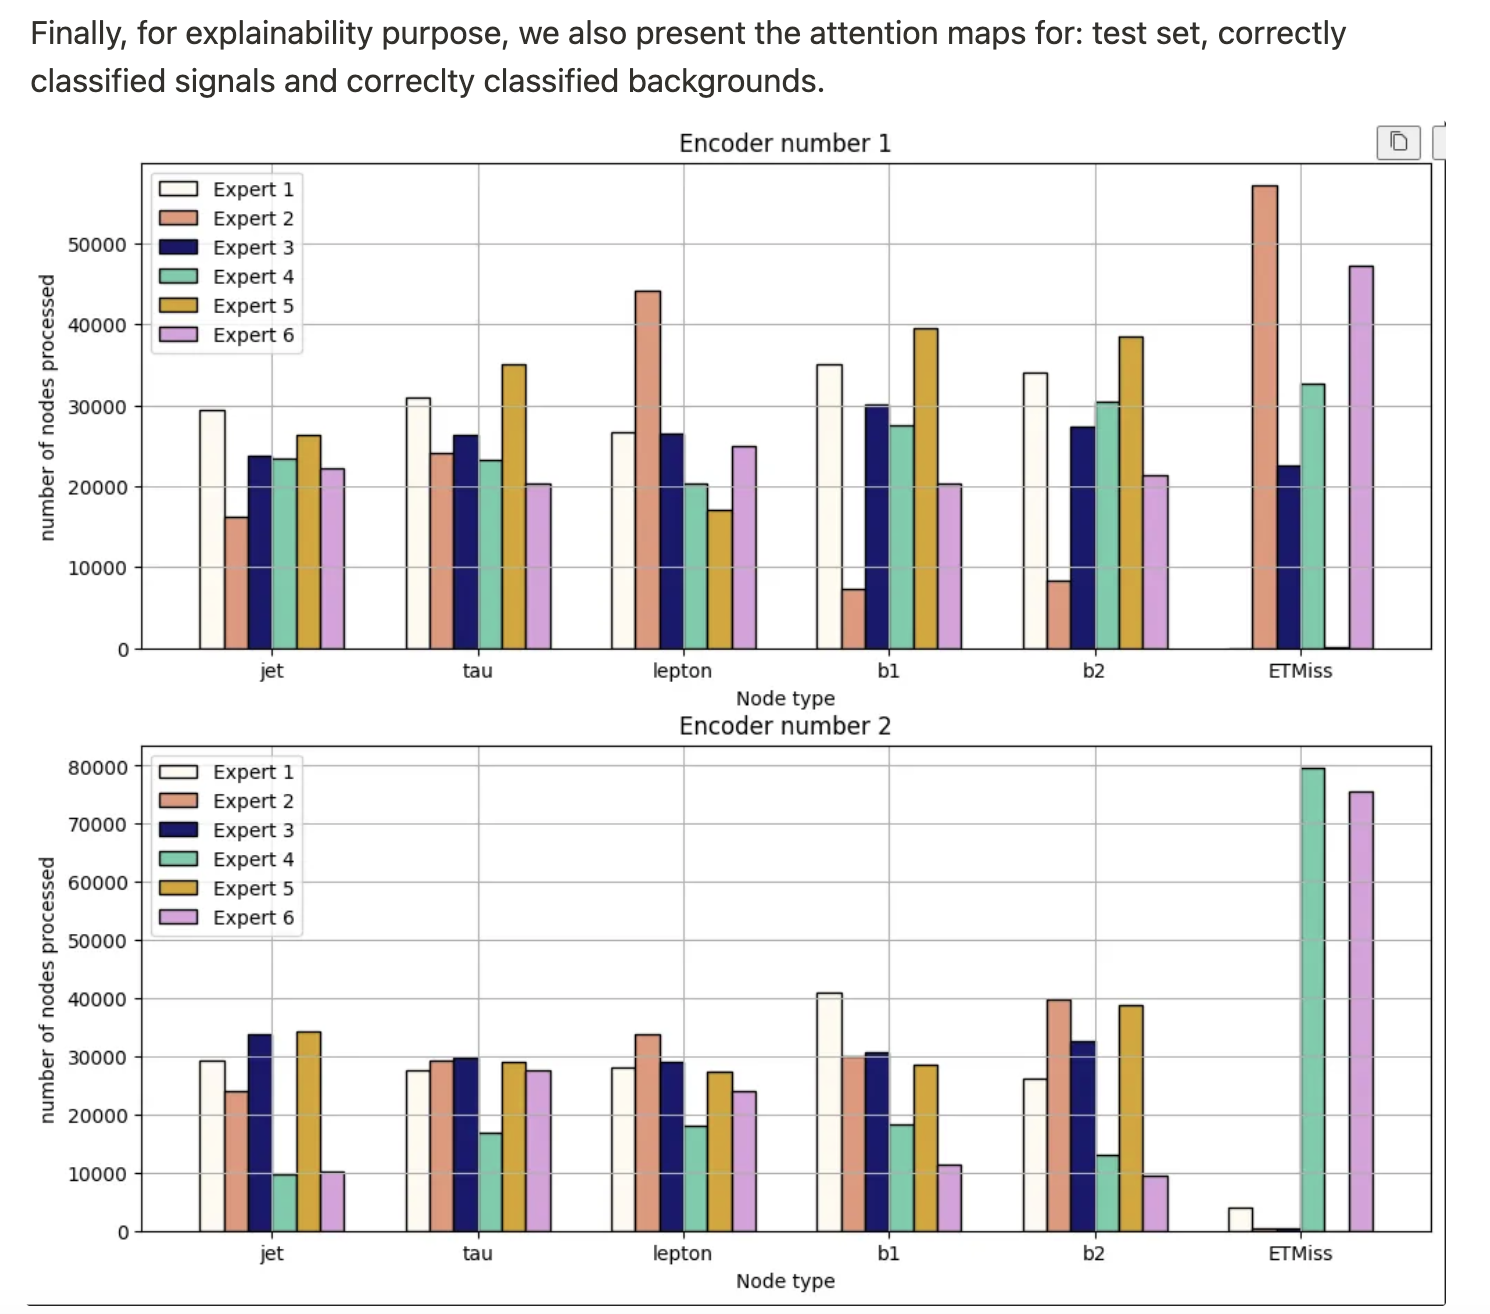 Finally, for explainability purpose, we also present the attention maps for: test set, correctly
classified signals and correclty classified backgrounds.
Encoder number 1
Expert 1
Expert 2
Expert 3
Expert 4
Expert 5
Expert 6
number of nodes processed
50000
40000
30000
20000
10000
0
jet tau lepton b1 b2 ETMiss
Node type
Encoder number 2
Expert 1
Expert 2
Expert 3
Expert 4
Expert 5
Expert 6
number of nodes processed
80000
70000
60000
50000
40000
30000
20000
10000
0
jet tau lepton b1 b2 ETMiss
Node type